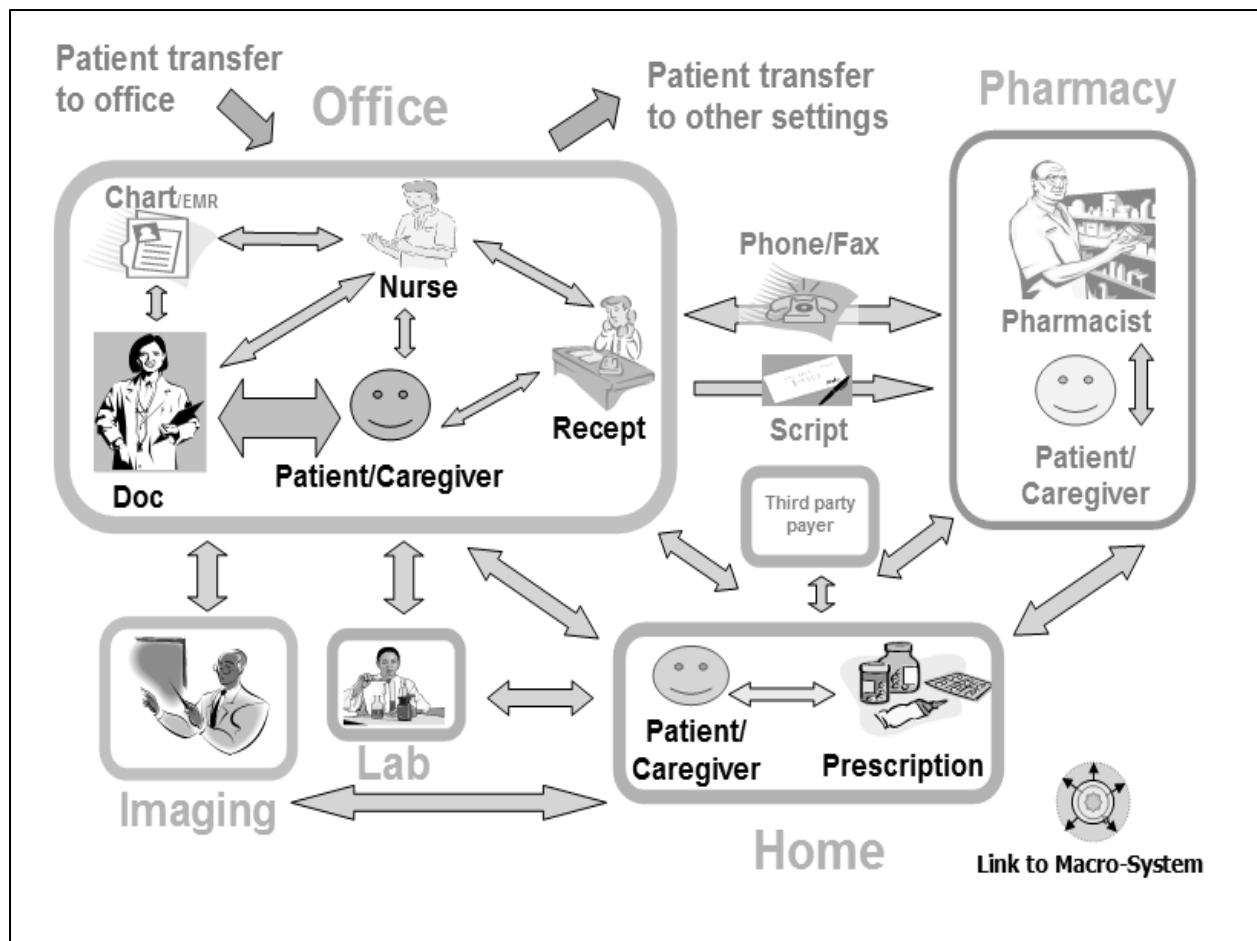 Patient transfer
to office
Office
Patient transfer
to other settings
Pharmacy
Chart/EMR
Nurse
Doc
Patient/Caregiver
Recept
Phone/Fax
Script
Pharmacist
Patient/
Caregiver
Third party
payer
Imaging
Lab
Patient/
Caregiver
Prescription
Home
Link to Macro-System